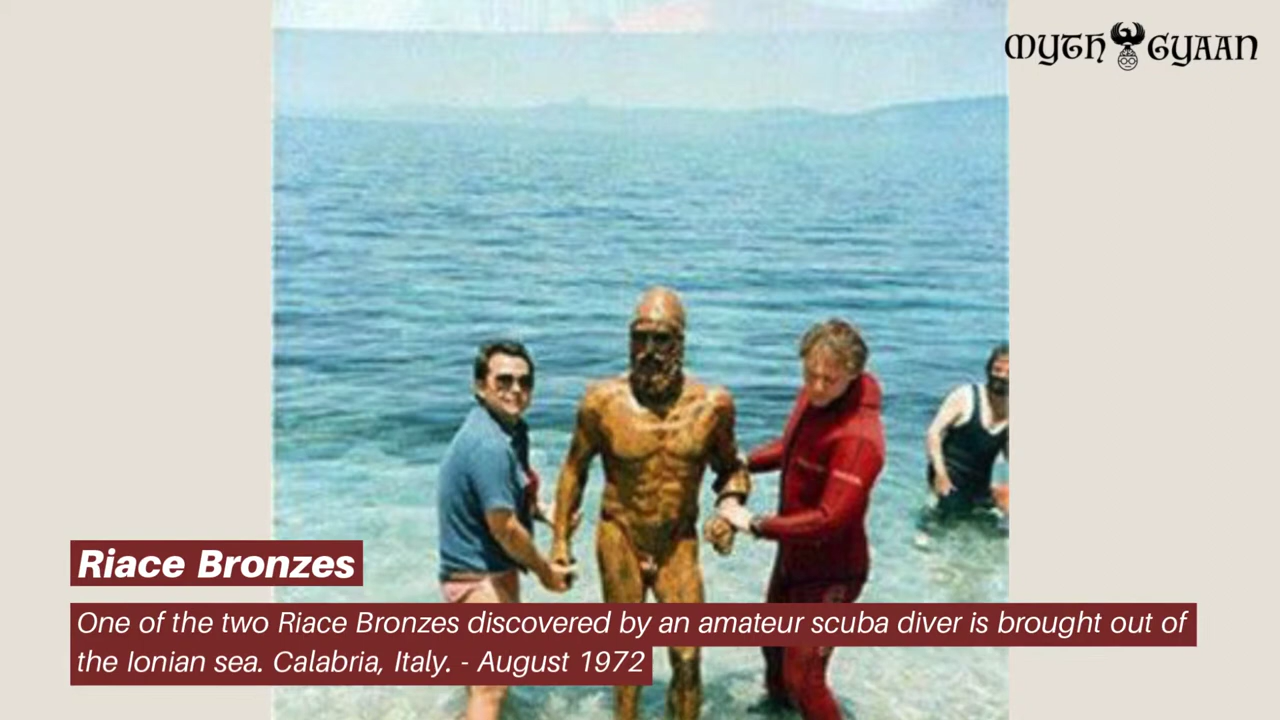 MYTH GYAAN
Riace Bronzes
One of the two Riace Bronzes discovered by an amateur scuba diver is brought out of
the Ionian sea. Calabria, Italy. - August 1972